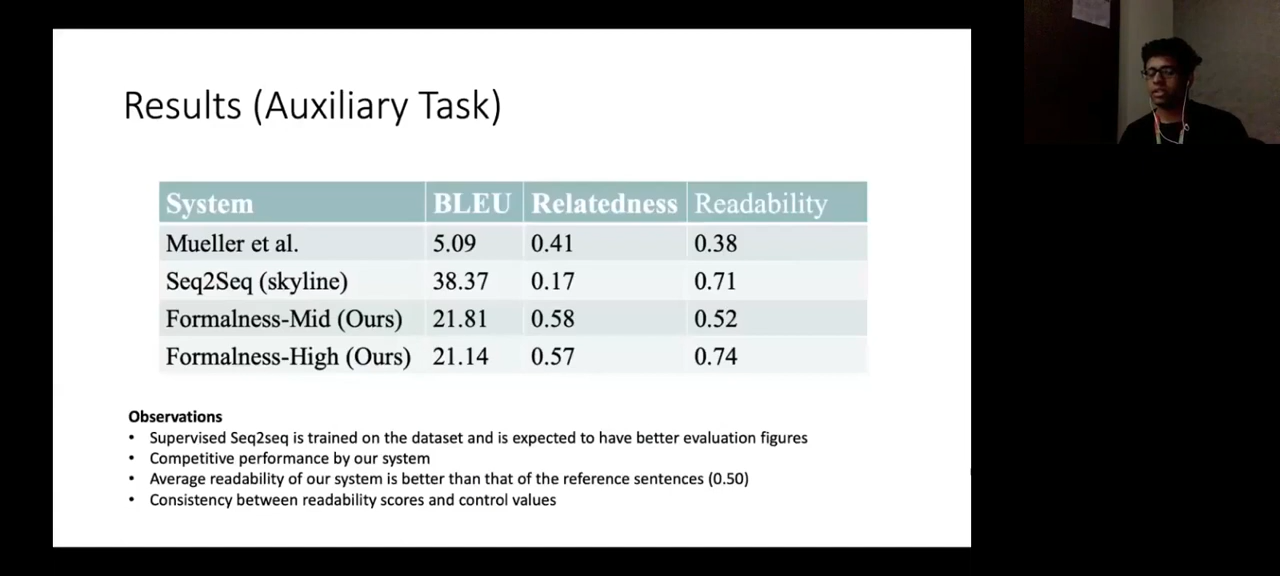 Results (Auxiliary Task)
System BLEU Relatedness Readability
Mueller et al. 5.09 0.41 0.38
Seq2Seq (skyline) 38.37 0.17 0.71
Formalness-Mid (Ours) 21.81 0.58 0.52
Formalness-High (Ours) 21.14 0.57 0.74
Observations
• Supervised Seq2seq is trained on the dataset and is expected to have better evaluation figures
• Competitive performance by our system
• Average readability of our system is better than that of the reference sentences (0.50)
• Consistency between readability scores and control values